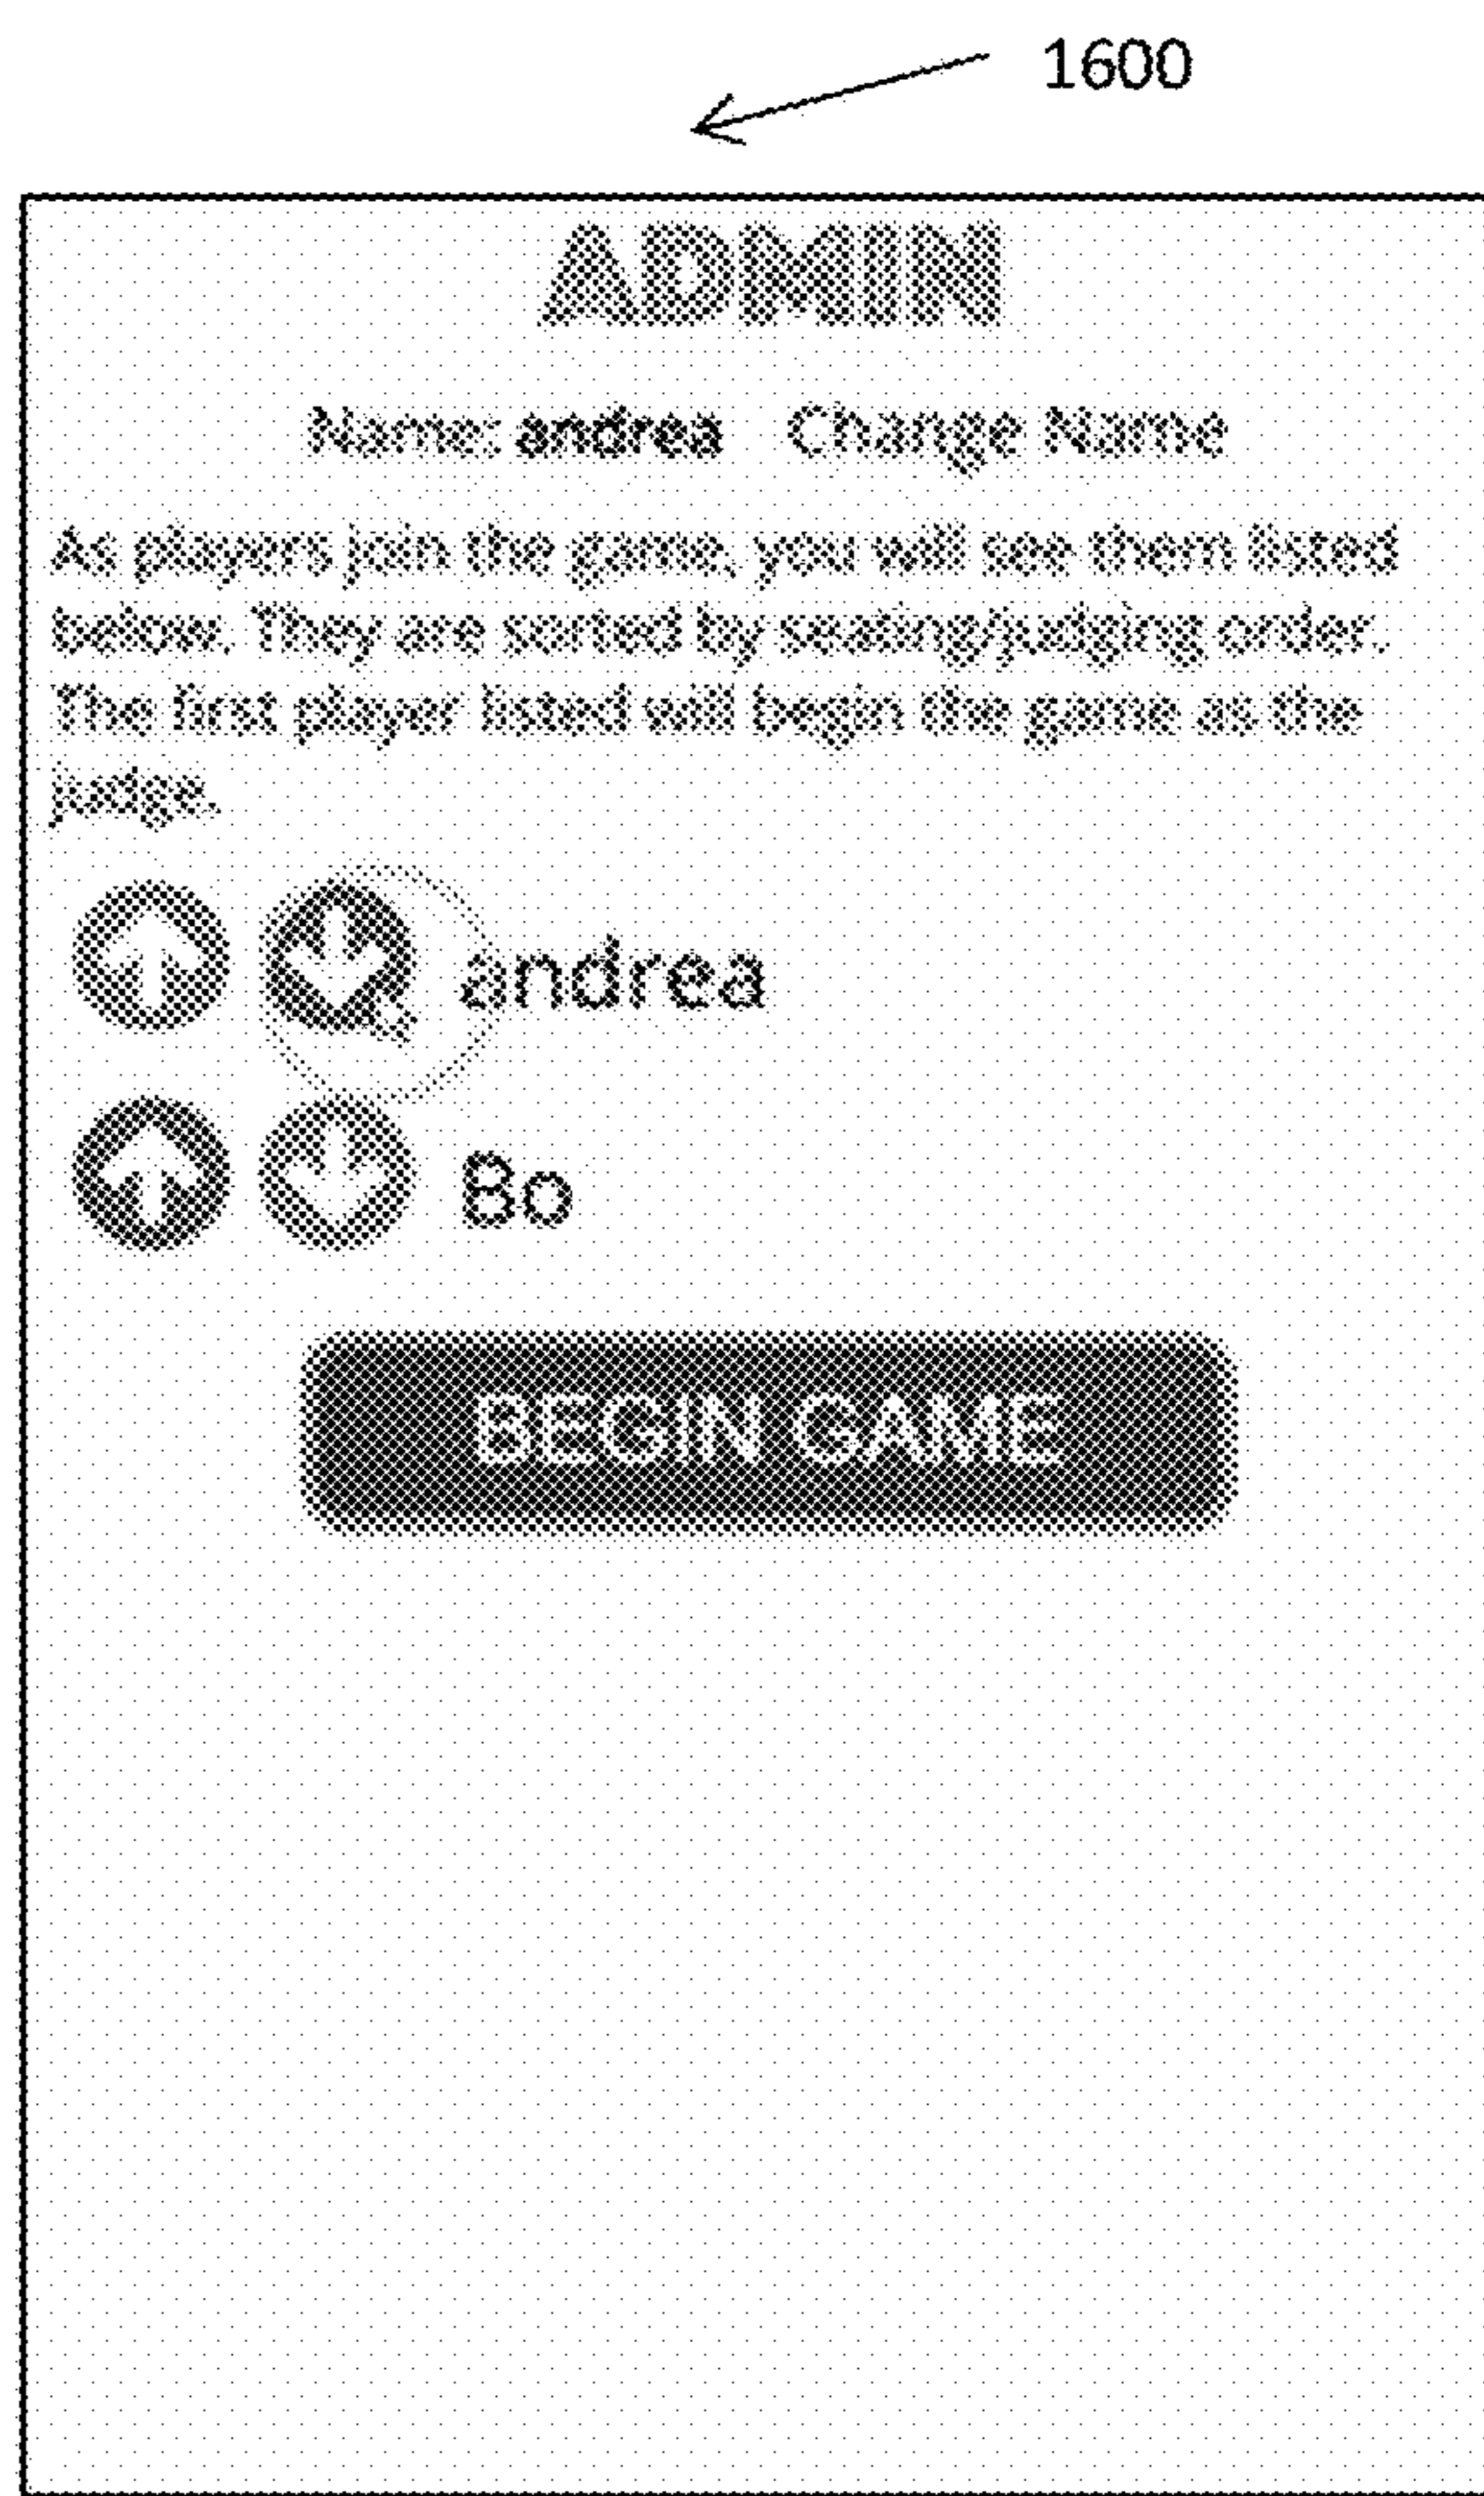 1600
ADMIN
Name: andrea Change Name
As players join the game, you will see them listed
below. They are sorted by seating/judging order.
The first player listed will begin the game as the
judge.
andrea
Bo
BEGIN GAME